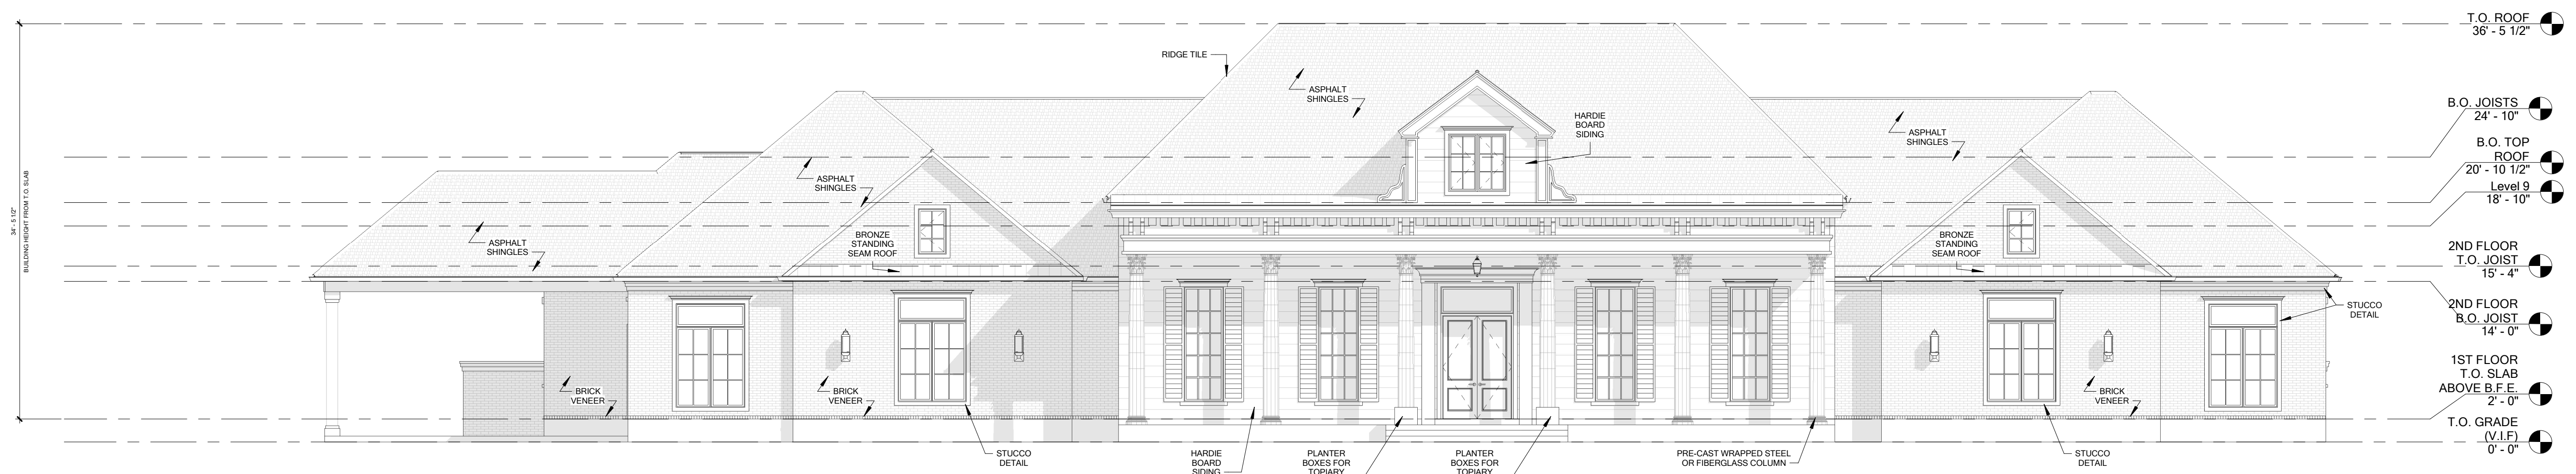 T.O. ROOF
36' - 5 1/2"
RIDGE TILE
ASPHALT
SHINGLES
HARDIE
BOARD
SIDING
ASPHALT
SHINGLES
B.O. JOISTS
24' - 10"
B.O. TOP
ROOF
20' - 10 1/2"
Level 9
18' - 10"
ASPHALT
SHINGLES
34' - 5 1/2"
BUILDING HEIGHT FROM T.O. SLAB
ASPHALT
SHINGLES
BRONZE
STANDING
SEAM ROOF
BRONZE
STANDING
SEAM ROOF
2ND FLOOR
T.O. JOIST
15' - 4"
STUCCO
DETAIL
2ND FLOOR
B.O. JOIST
14' - 0"
BRICK
VENEER
BRICK
VENEER
BRICK
VENEER
1ST FLOOR
T.O. SLAB
ABOVE B.F.E.
2' - 0"
T.O. GRADE
(V.I.F)
0' - 0"
STUCCO
DETAIL
HARDIE
BOARD
SIDING
PLANTER
BOXES FOR
TOPIARY
PLANTER
BOXES FOR
TOPIARY
PRE-CAST WRAPPED STEEL
OR FIBERGLASS COLUMN
STUCCO
DETAIL